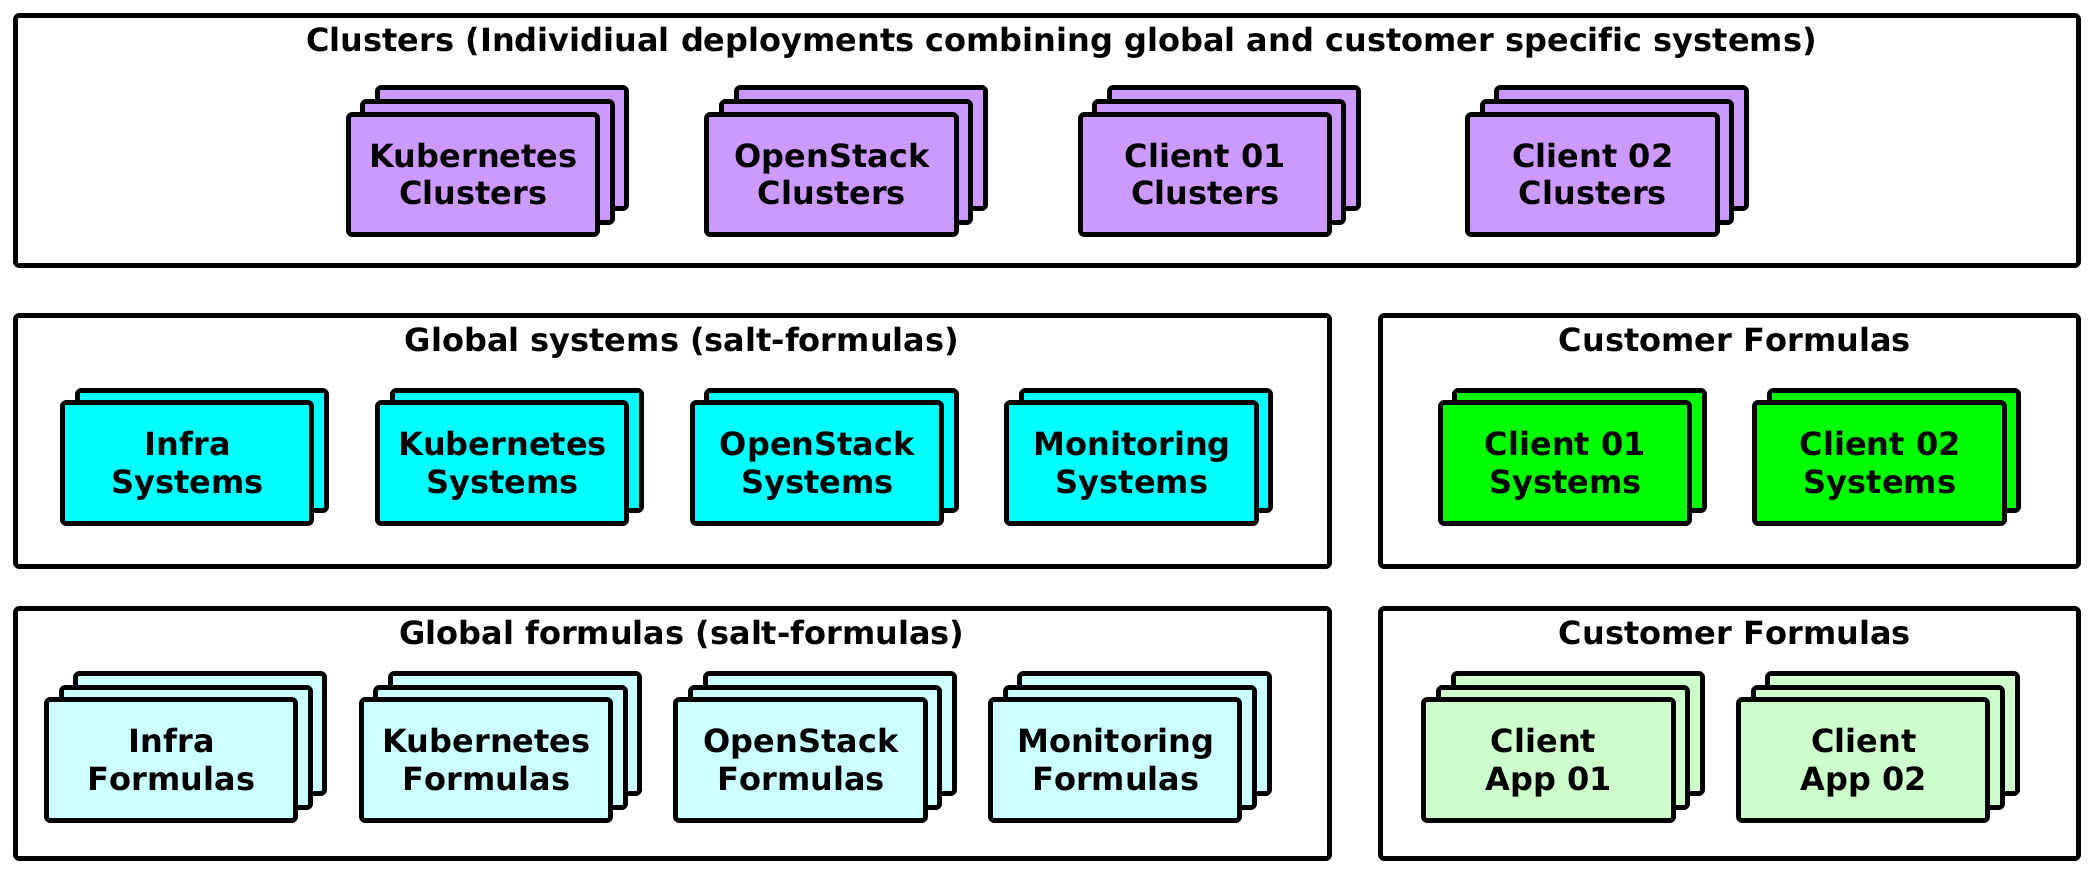 Clusters (Individiual deployments combining global and customer specific systems)
Kubernetes
Clusters
OpenStack
Clusters
Client 01
Clusters
Client 02
Clusters
Global systems (salt-formulas)
Infra
Systems
Kubernetes
Systems
OpenStack
Systems
Monitoring
Systems
Customer Formulas
Client 01
Systems
Client 02
Systems
Global formulas (salt-formulas)
Infra
Formulas
Kubernetes
Formulas
OpenStack
Formulas
Monitoring
Formulas
Customer Formulas
Client
App 01
Client
App 02